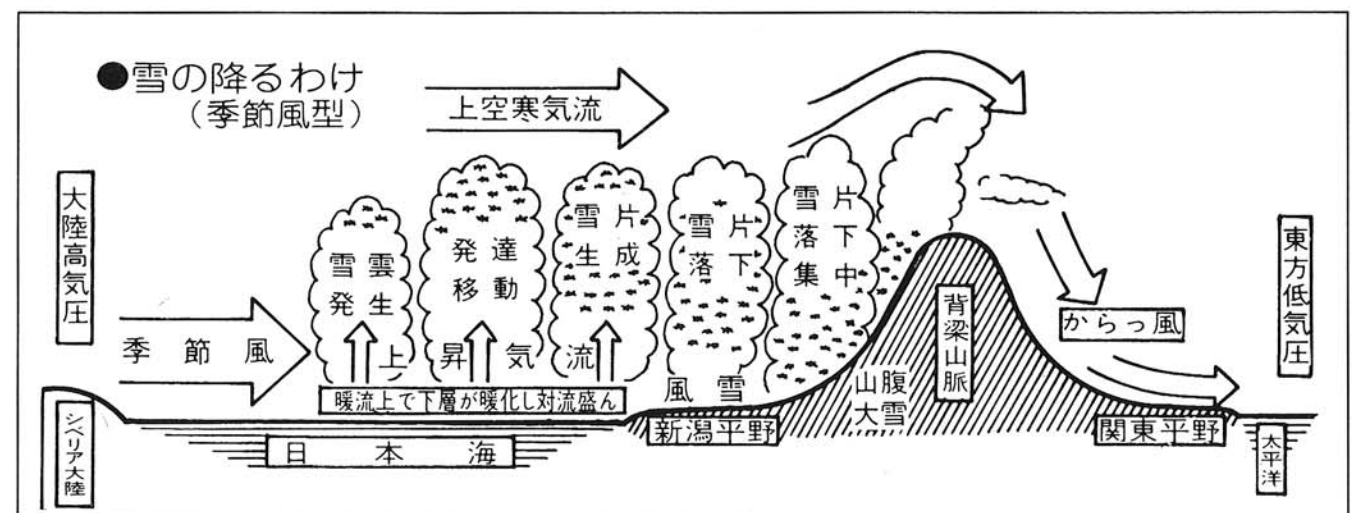 ●雪の降るわけ
（季節風型）
上空寒気流
大陸高気圧
季節風
シベリア大陸
雪雲発生
発達移動
雪片生成
雪片落下
雪片落下集中
上昇気流
暖流上で下層が暖化し対流盛ん
日本海
風雪
新潟平野
山腹大雪
背梁山脈
からっ風
関東平野
東方低気圧
太平洋